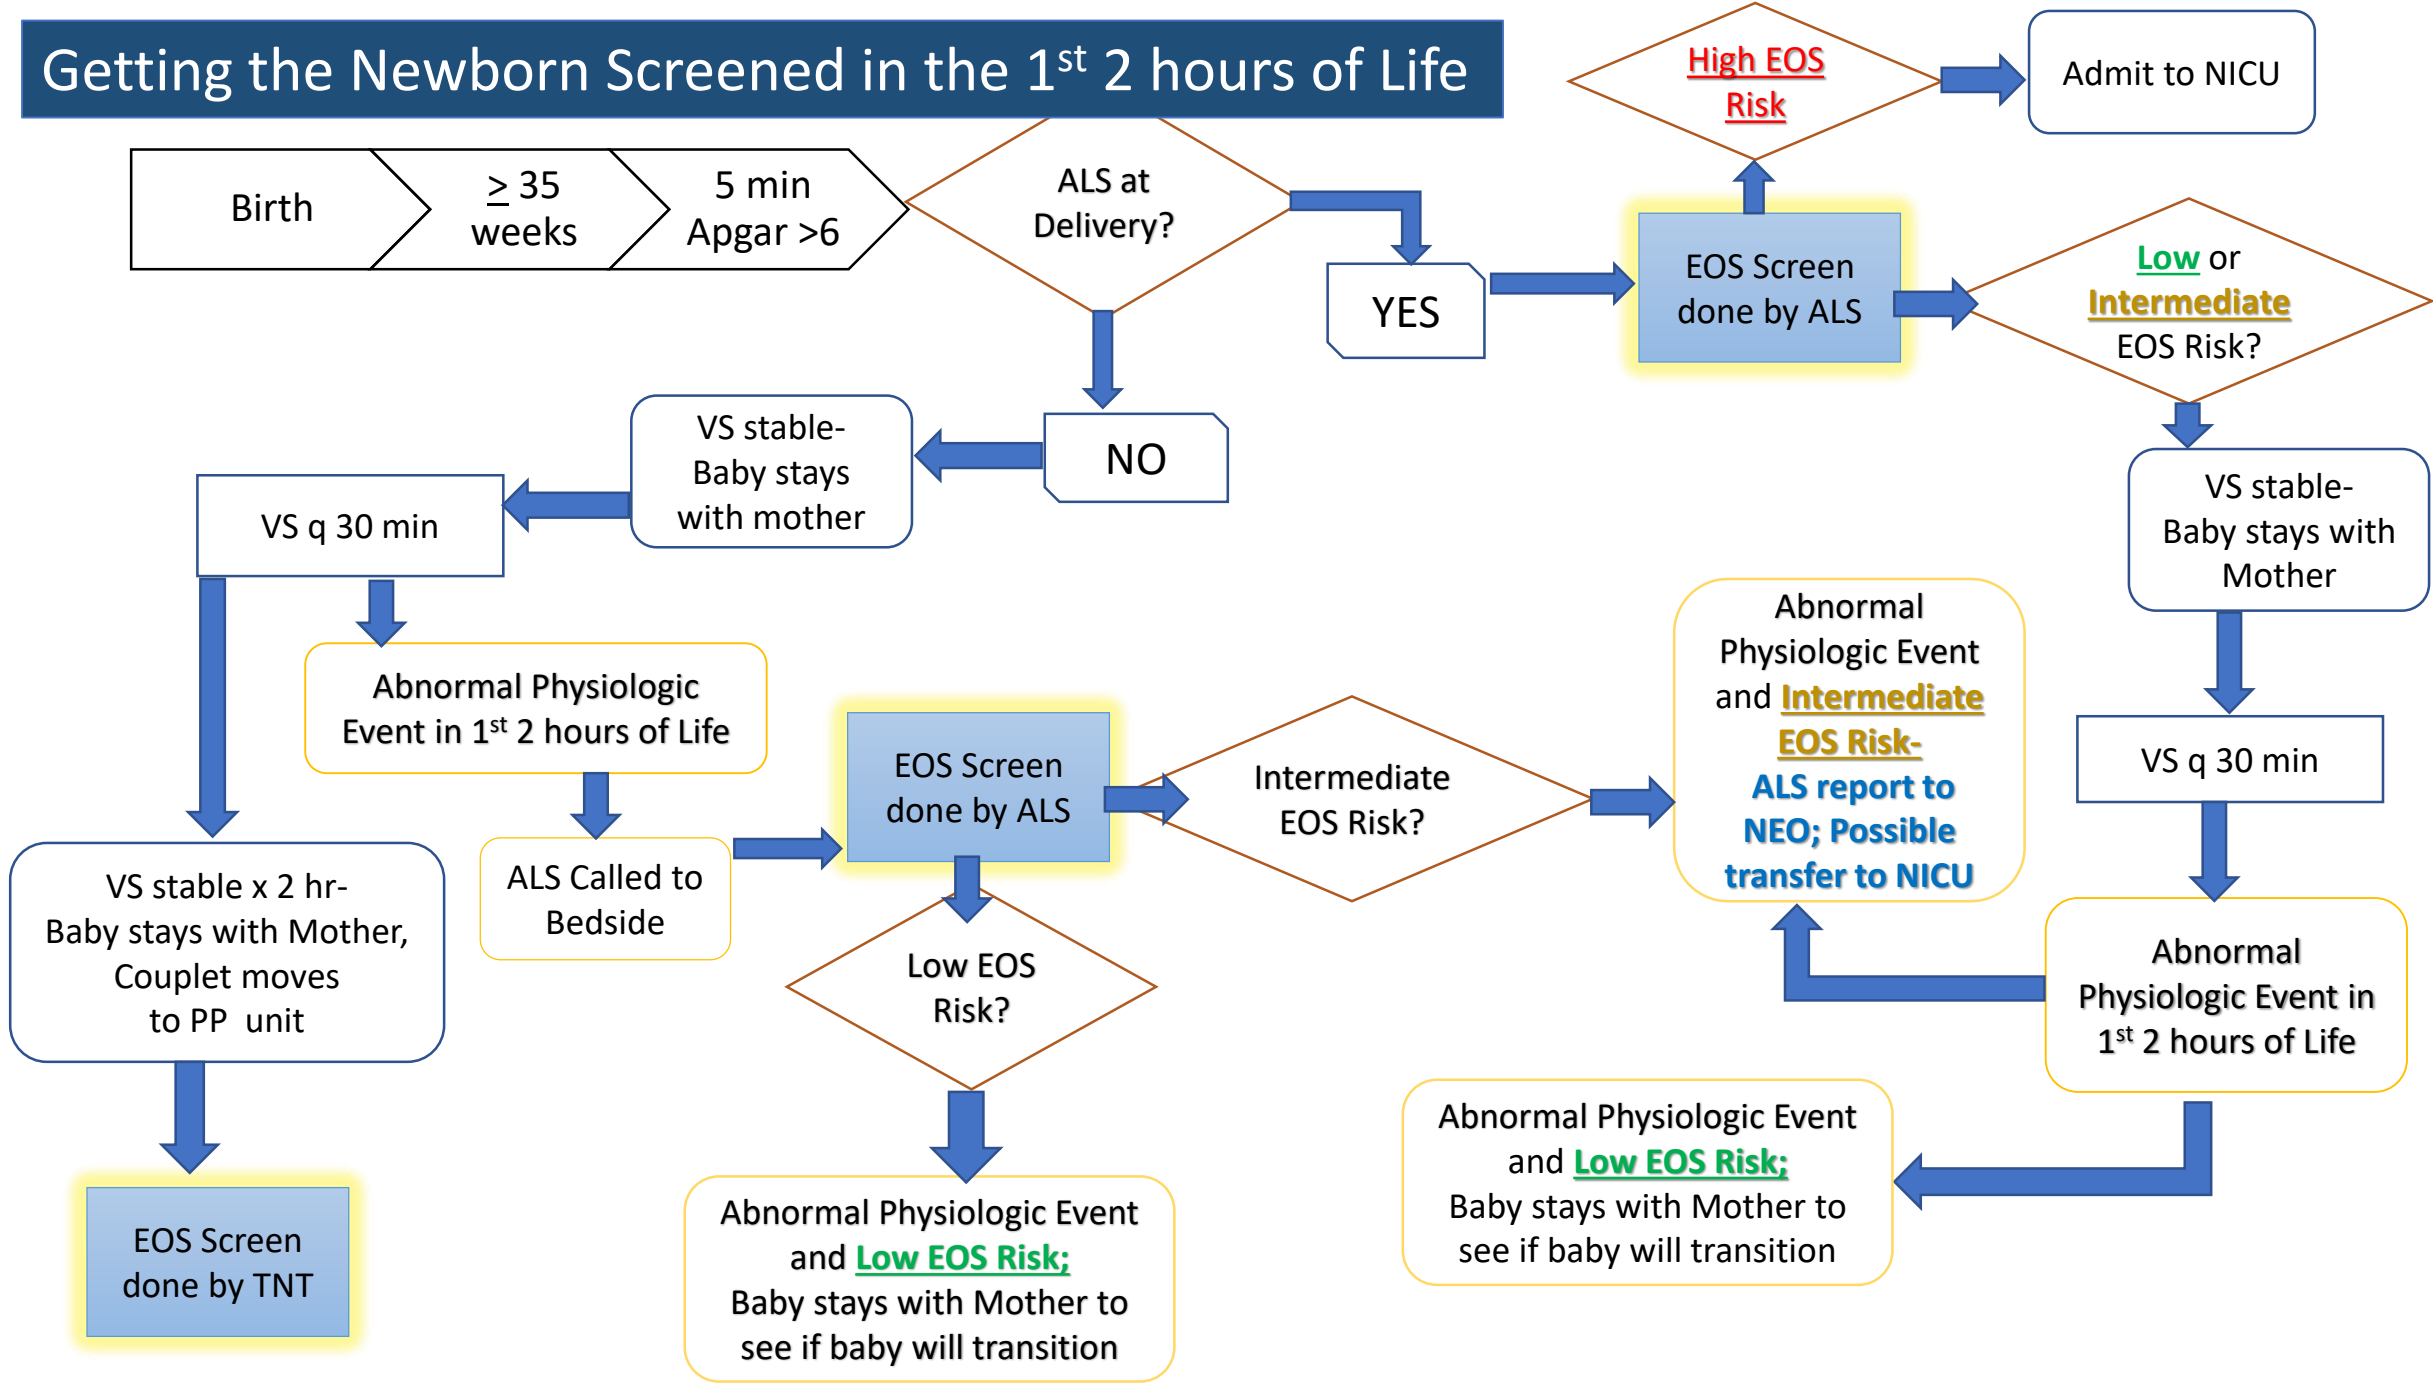 Getting the Newborn Screened in the 1st 2 hours of Life
Birth
≥ 35
weeks
5 min
Apgar >6
ALS at
Delivery?
YES
EOS Screen
done by ALS
High EOS
Risk
Admit to NICU
Low or
Intermediate
EOS Risk?
VS stable-
Baby stays with
Mother
VS q 30 min
Abnormal
Physiologic Event in
1st 2 hours of Life
Abnormal
Physiologic Event
and Intermediate
EOS Risk-
ALS report to
NEO; Possible
transfer to NICU
Abnormal Physiologic Event
and Low EOS Risk;
Baby stays with Mother to
see if baby will transition
NO
VS stable-
Baby stays
with mother
VS q 30 min
Abnormal Physiologic
Event in 1st 2 hours of Life
ALS Called to
Bedside
EOS Screen
done by ALS
Intermediate
EOS Risk?
Low EOS
Risk?
Abnormal Physiologic Event
and Low EOS Risk;
Baby stays with Mother to
see if baby will transition
VS stable x 2 hr-
Baby stays with Mother,
Couplet moves
to PP unit
EOS Screen
done by TNT